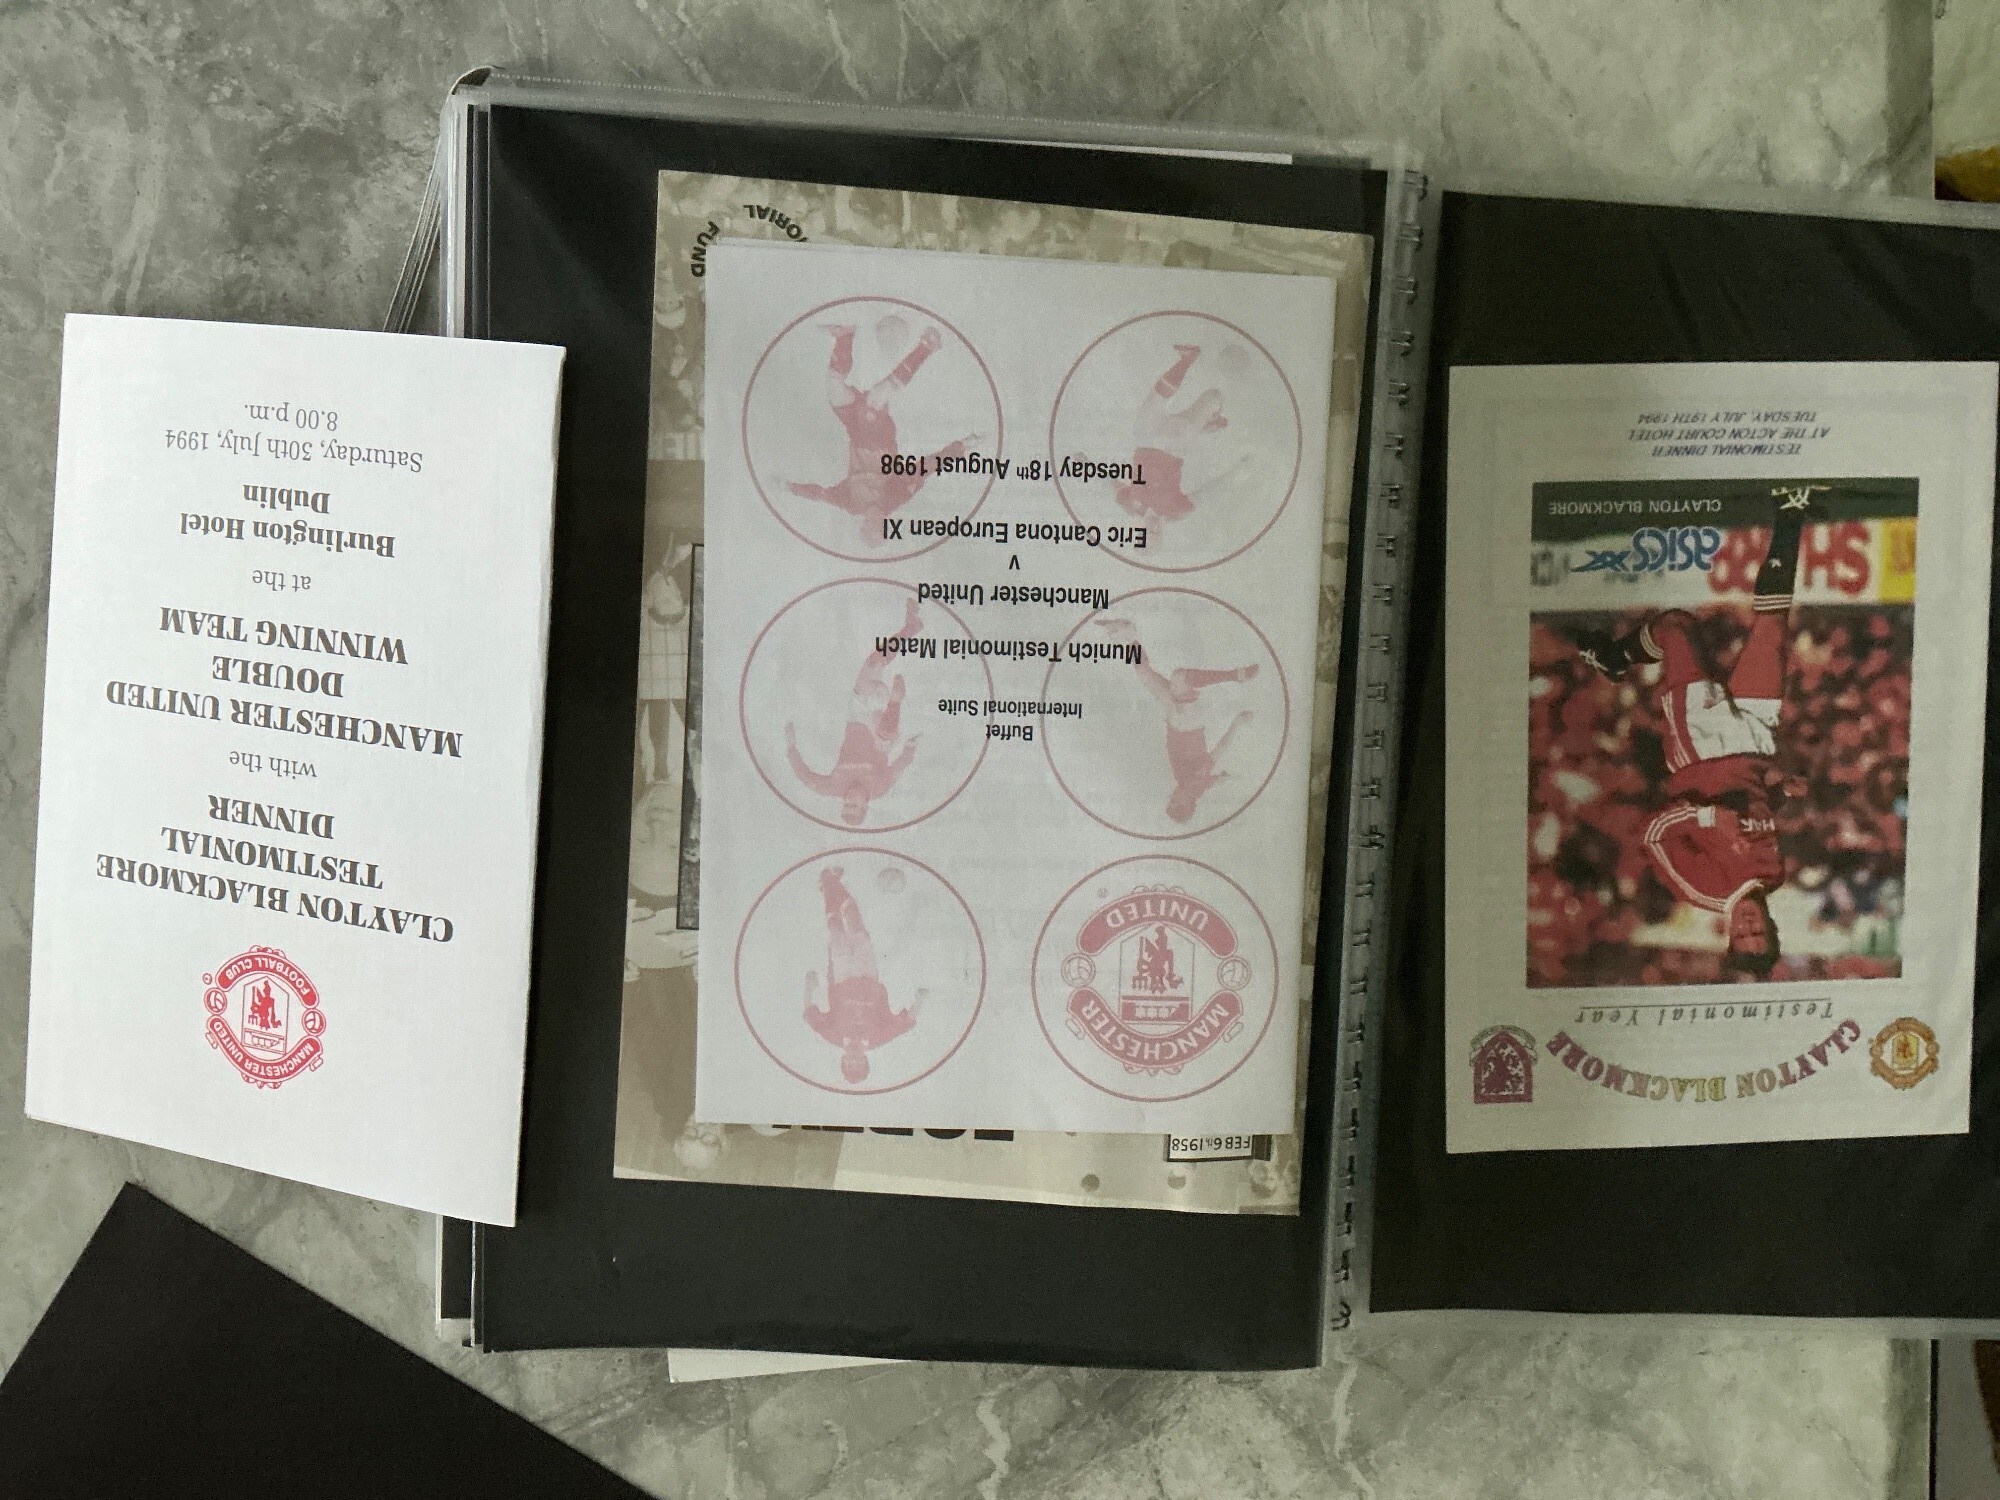 MANCHESTER UNITED
FOOTBALL CLUB
CLAYTON BLACKMORE
TESTIMONIAL
DINNER
with the
MANCHESTER UNITED
DOUBLE
WINNING TEAM
at the
Burlington Hotel
Dublin
Saturday, 30th July, 1994
8.00 p.m.
FEB 6TH 1958
MANCHESTER
UNITED
Buffet
International Suite
Munich Testimonial Match
Manchester United
v
Eric Cantona European XI
Tuesday 18th August 1998
ORIAL
FUND
CLAYTON BLACKMORE
Testimonial Year
HAR
SH
asics
CLAYTON BLACKMORE
TESTIMONIAL DINNER
AT THE ACTON COURT HOTEL
TUESDAY, JULY 19TH 1994